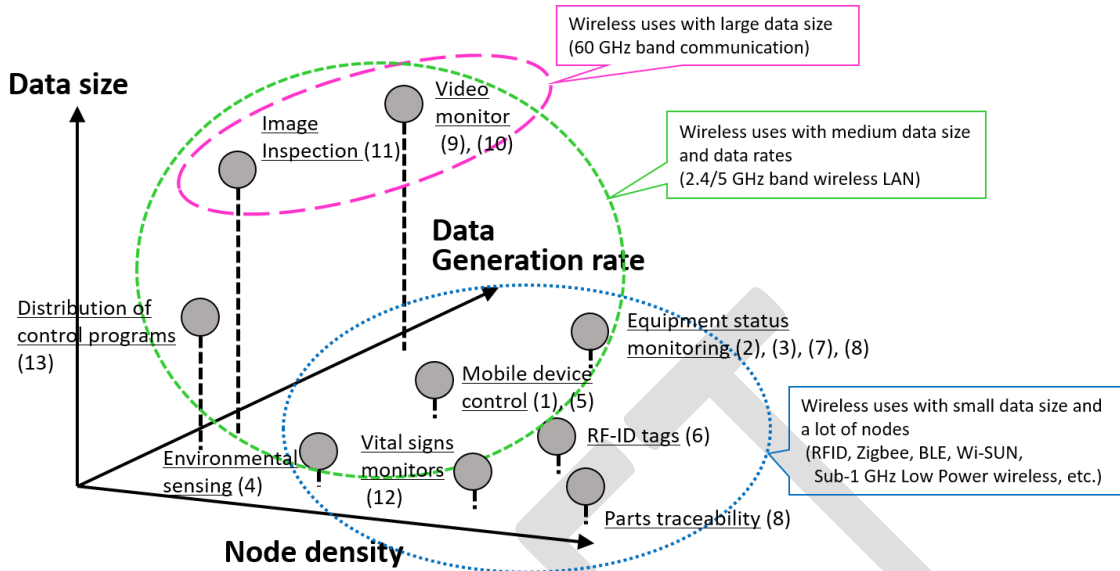 Wireless uses with large data size
(60 GHz band communication)
Data size
Video
monitor
(9), (10)
Image
Inspection (11)
Wireless uses with medium data size
and data rates
(2.4/5 GHz band wireless LAN)
Data
Generation rate
Distribution of
control programs
(13)
Equipment status
monitoring (2), (3), (7), (8)
Mobile device
control (1), (5)
Wireless uses with small data size and
a lot of nodes
(RFID, Zigbee, BLE, Wi-SUN,
Sub-1 GHz Low Power wireless, etc.)
RF-ID tags (6)
Environmental
sensing (4)
Vital signs
monitors
(12)
Parts traceability (8)
Node density